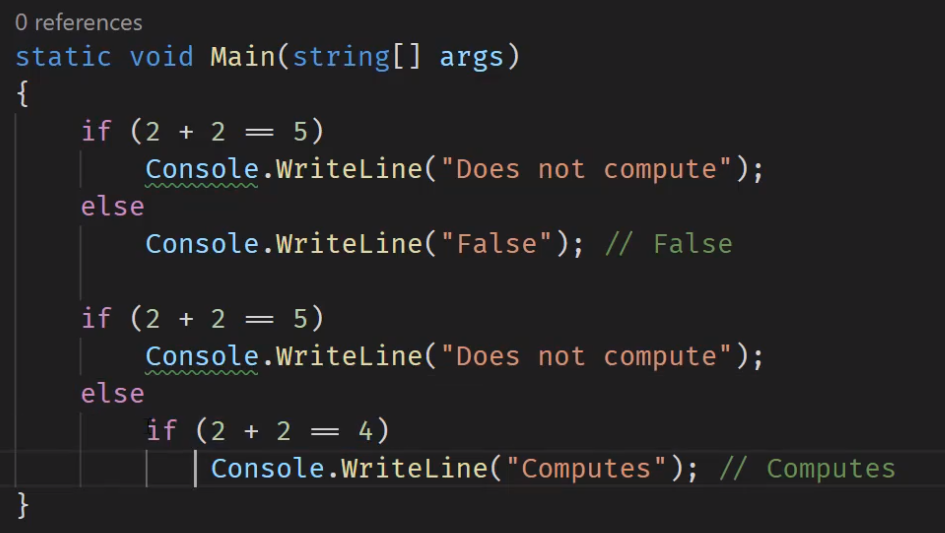 0 references
static void Main(string[] args)
{
if (2 + 2 == 5)
Console.WriteLine("Does not compute");
else
Console.WriteLine("False"); // False
if (2 + 2 == 5)
Console.WriteLine("Does not compute");
else
if (2 + 2 == 4)
Console.WriteLine("Computes"); // Computes
}